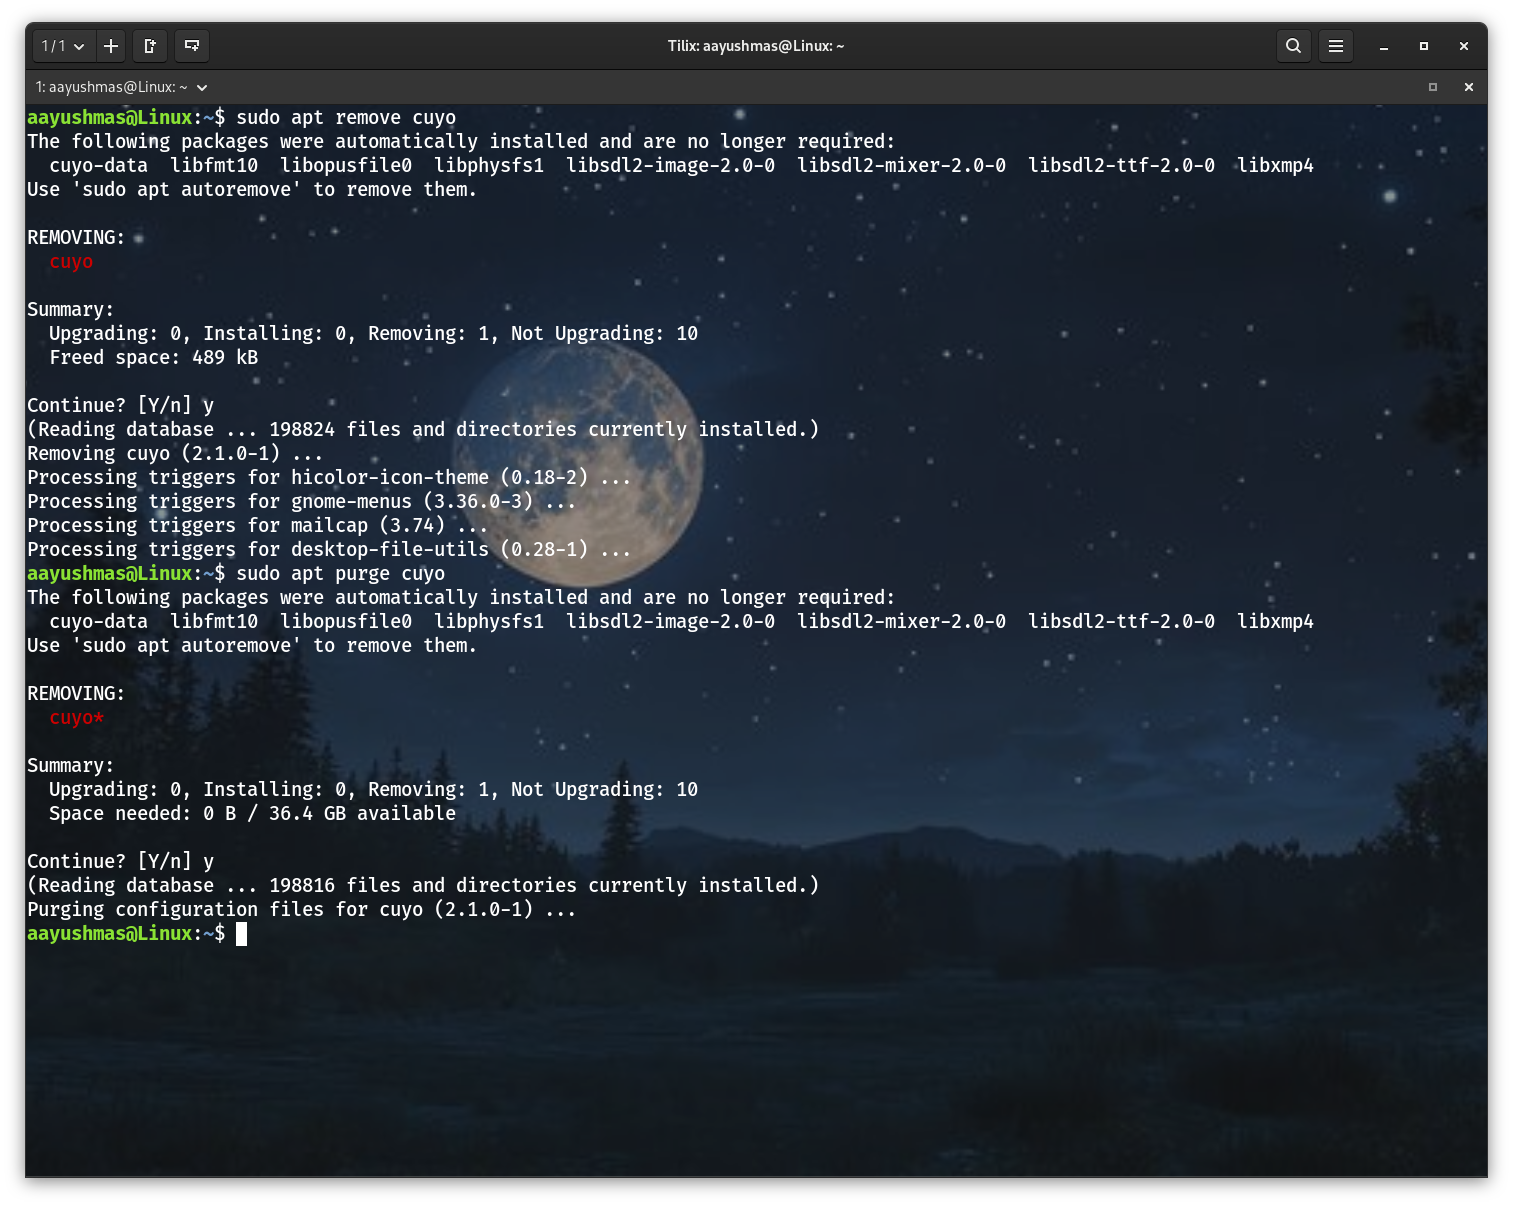 1 / 1
Tilix: aayushmas@Linux: ~
1: aayushmas@Linux: ~
aayushmas@Linux:~$ sudo apt remove cuyo
The following packages were automatically installed and are no longer required:
  cuyo-data  libfmt10  libopusfile0  libphysfs1  libsdl2-image-2.0-0  libsdl2-mixer-2.0-0  libsdl2-ttf-2.0-0  libxmp4
Use 'sudo apt autoremove' to remove them.

REMOVING:
  cuyo

Summary:
  Upgrading: 0, Installing: 0, Removing: 1, Not Upgrading: 10
  Freed space: 489 kB

Continue? [Y/n] y
(Reading database ... 198824 files and directories currently installed.)
Removing cuyo (2.1.0-1) ...
Processing triggers for hicolor-icon-theme (0.18-2) ...
Processing triggers for gnome-menus (3.36.0-3) ...
Processing triggers for mailcap (3.74) ...
Processing triggers for desktop-file-utils (0.28-1) ...
aayushmas@Linux:~$ sudo apt purge cuyo
The following packages were automatically installed and are no longer required:
  cuyo-data  libfmt10  libopusfile0  libphysfs1  libsdl2-image-2.0-0  libsdl2-mixer-2.0-0  libsdl2-ttf-2.0-0  libxmp4
Use 'sudo apt autoremove' to remove them.

REMOVING:
  cuyo*

Summary:
  Upgrading: 0, Installing: 0, Removing: 1, Not Upgrading: 10
  Space needed: 0 B / 36.4 GB available

Continue? [Y/n] y
(Reading database ... 198816 files and directories currently installed.)
Purging configuration files for cuyo (2.1.0-1) ...
aayushmas@Linux:~$